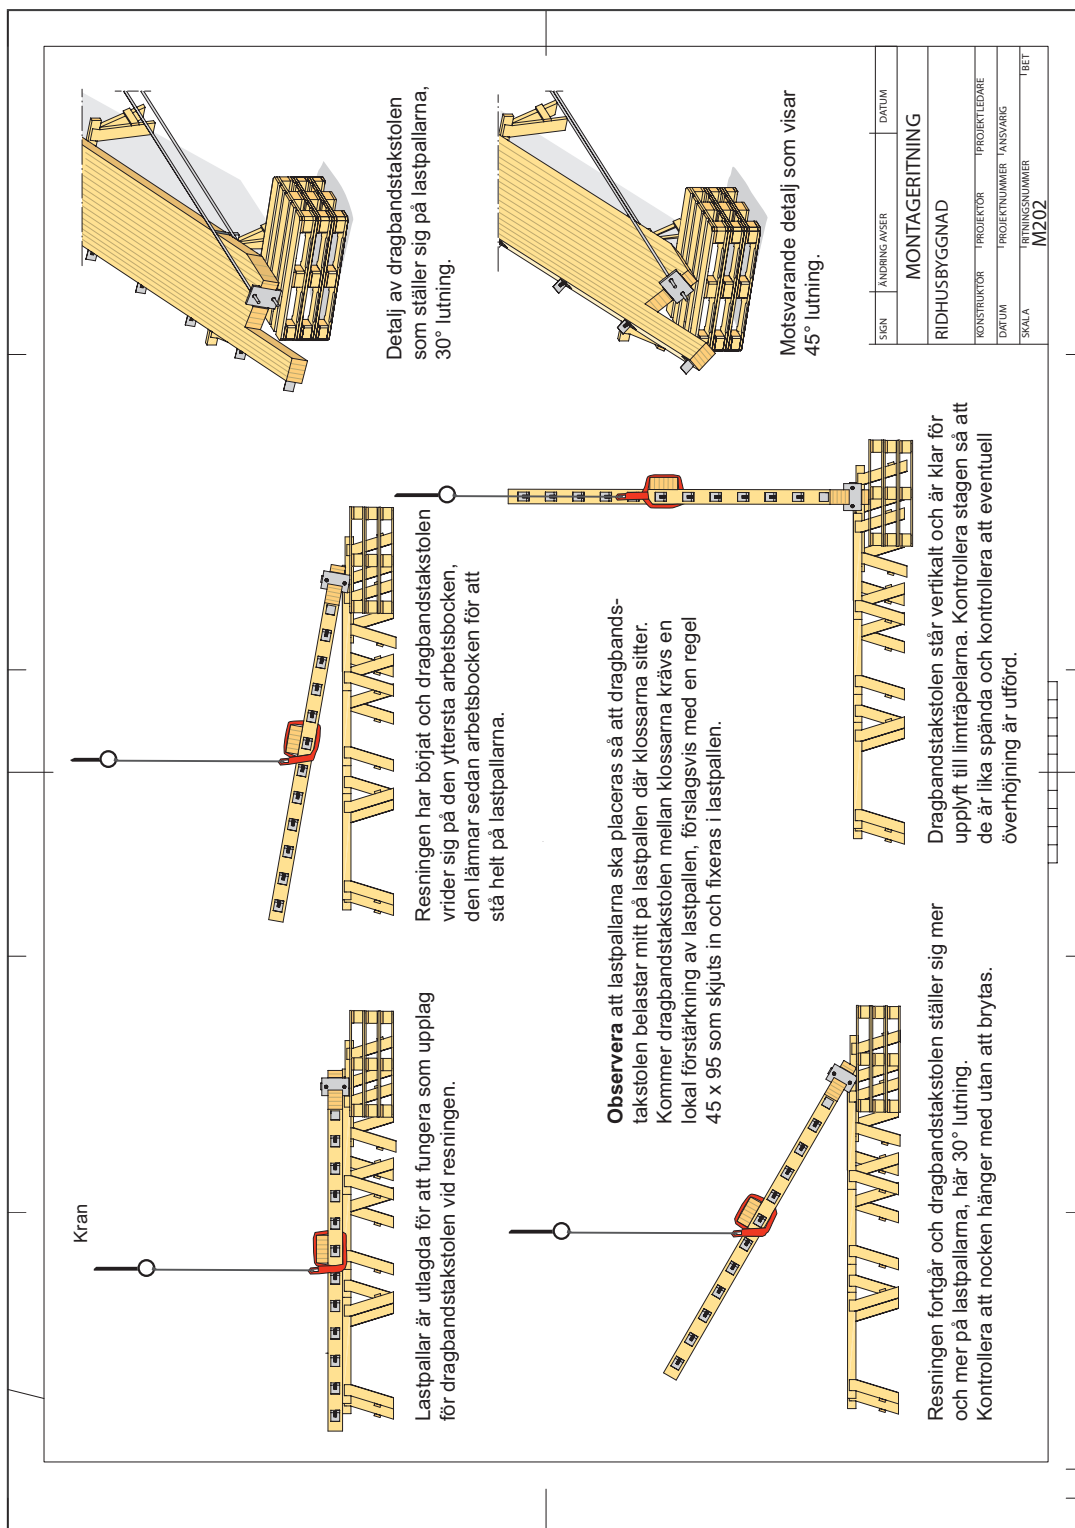 Kran
Lastpallar är utlagda för att fungerra som upplag
för dragbandstakstolen vid resningen.
Resningen har börjat och dragbandstakstolen
vrider sig på den yttersta arbetsbocken,
den lämnar sedan arbetsbocken för att
stå helt på lastpallarna.
Detalj av dragbandstakstolen
som ställer sig på lastpallarna,
30° lutning.
Observera att lastpallarna ska placeras så att dragbands-
takstolen belastar mitt på lastpallen där klossarna sitter.
Kommer dragbandstakstolen mellan klossarna krävs en
lokal förstärkning av lastpallen, förslagsvis med en regel
45 x 95 som skjuts in och fixeras i lastpallen.
Motsvarande detalj som visar
45° lutning.
Resningen fortgår och dragbandstakstolen ställer sig mer
och mer på lastpallarna, här 30° lutning.
Kontrollera att nocken hänger med utan att brytas.
Dragbandstakstolen står vertikalt och är klar för
upplyft till limträpelarna. Kontrollera stagen så att
de är lika spända och kontrollera att eventuell
överhöjning är utförd.
SIGN ÄNDRING AVSER DATUM
MONTAGERITNING
RIDHUSBYGGNAD
KONSTRUKTÖR PROJEKTÖR PROJEKTLEDARE
DATUM PROJEKTNUMMER ANSVARIG
SKALA RITNINGSNUMMER BET
M202